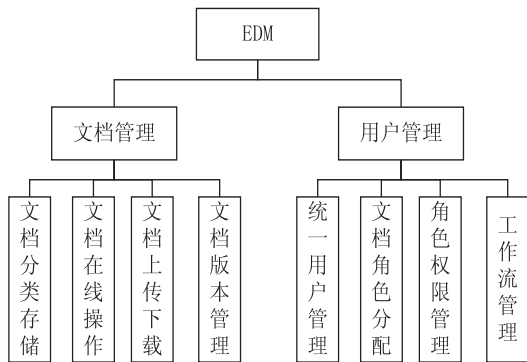 EDM
文档管理
用户管理
文档分类存储
文档在线操作
文档上传下载
文档版本管理
统一用户管理
文档角色分配
角色权限管理
工作流管理